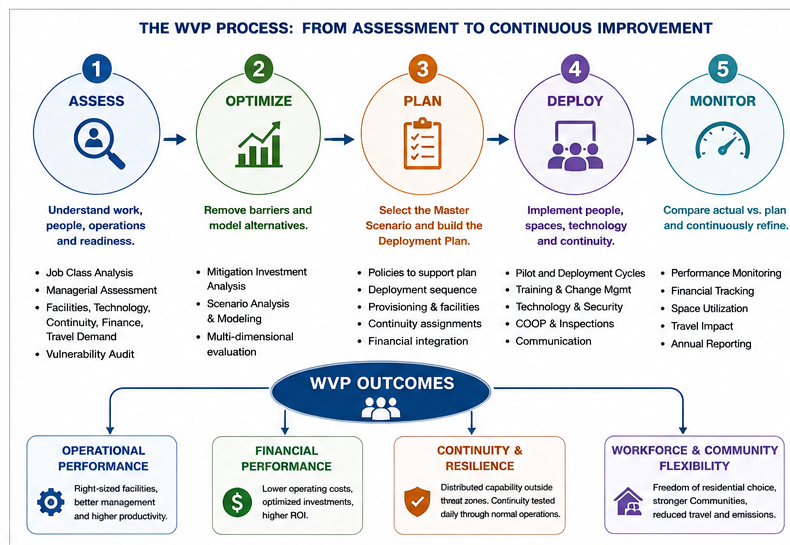 THE WVP PROCESS: FROM ASSESSMENT TO CONTINUOUS IMPROVEMENT
1
ASSESS
Understand work,
people, operations
and readiness.
• Job Class Analysis
• Managerial Assessment
• Facilities, Technology,
Continuity, Finance,
Travel Demand
• Vulnerability Audit
2
OPTIMIZE
Remove barriers and
model alternatives.
• Mitigation Investment
Analysis
• Scenario Analysis
& Modeling
• Multi-dimensional
evaluation
3
PLAN
Select the Master
Scenario and build the
Deployment Plan.
• Policies to support plan
• Deployment sequence
• Provisioning & facilities
• Continuity assignments
• Financial integration
4
DEPLOY
Implement people,
spaces, technology
and continuity.
• Pilot and Deployment Cycles
• Training & Change Mgmt
• Technology & Security
• COOP & Inspections
• Communication
5
MONITOR
Compare actual vs. plan
and continuously refine.
• Performance Monitoring
• Financial Tracking
• Space Utilization
• Travel Impact
• Annual Reporting
WVP OUTCOMES
OPERATIONAL
PERFORMANCE
Right-sized facilities,
better management
and higher productivity.
FINANCIAL
PERFORMANCE
$
Lower operating costs,
optimized investments,
higher ROI.
CONTINUITY &
RESILIENCE
Distributed capability outside
threat zones. Continuity tested
daily through normal operations.
WORKFORCE & COMMUNITY
FLEXIBILITY
Freedom of residential choice,
stronger Communities,
reduced travel and emissions.